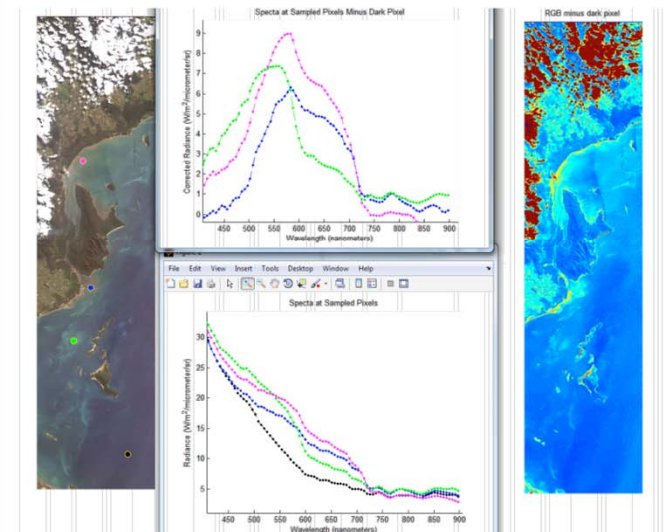 Specta at Sampled Pixels Minus Dark Pixel
Corrected Radiance (W/m²/micrometer/sr)
9
8
7
6
5
4
3
2
1
0
450 500 550 600 650 700 750 800 850 900
Wavelength (nanometers)
File Edit View Insert Tools Desktop Window Help
Specta at Sampled Pixels
Radiance (W/m²/micrometer/sr)
30
25
20
15
10
5
450 500 550 600 650 700 750 800 850 900
Wavelength (nanometers)
RGB minus dark pixel